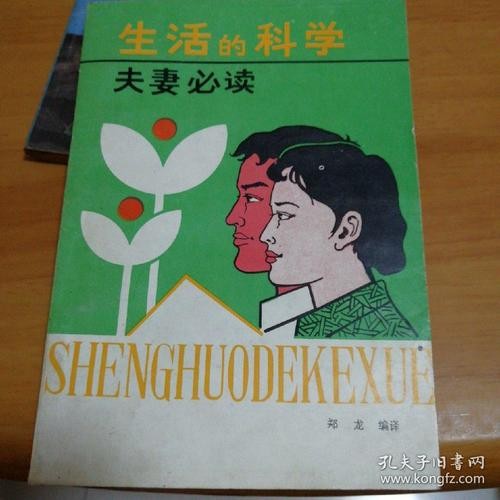 生活的科学
夫妻必读
SHENGHUODEKEXUE
郑 龙 编译
孔夫子旧书网
www.kongfz.com